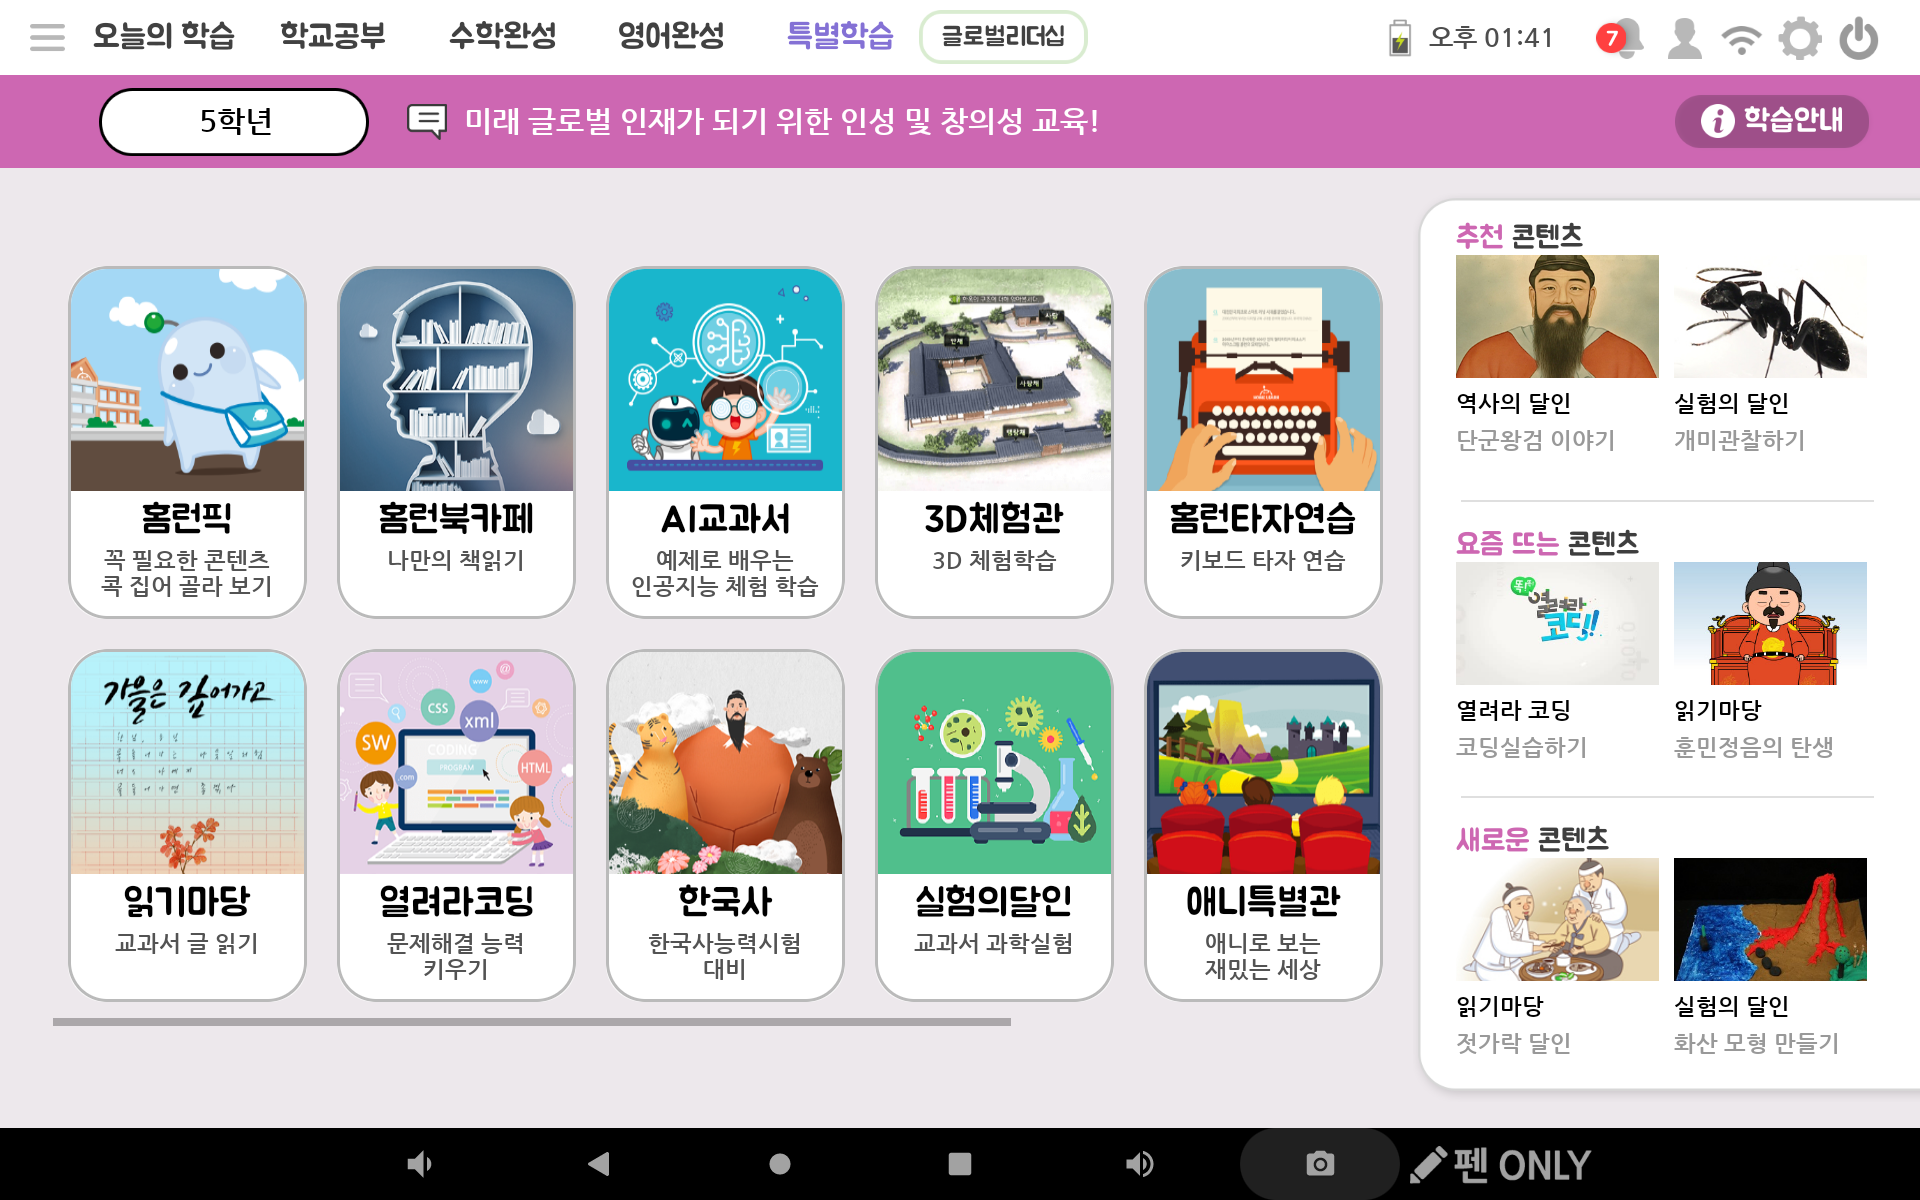 오늘의 학습
학교공부
수학완성
영어완성
특별학습
글로벌리더십
오후 01:41
7
5학년
미래 글로벌 인재가 되기 위한 인성 및 창의성 교육!
학습안내
홈런픽
꼭 필요한 콘텐츠
콕 집어 골라 보기
홈런북카페
나만의 책읽기
AI교과서
예제로 배우는
인공지능 체험 학습
안채
사랑채
3D체험관
3D 체험학습
홈런타자연습
키보드 타자 연습
가을은 깊어가고
읽기마당
교과서 글 읽기
@
www
css
xml
SW
CODING
PROGRAM
.com
HTML
열려라코딩
문제해결 능력
키우기
한국사
한국사능력시험
대비
실험의달인
교과서 과학실험
애니특별관
애니로 보는
재밌는 세상
추천 콘텐츠
역사의 달인
단군왕검 이야기
실험의 달인
개미관찰하기
요즘 뜨는 콘텐츠
열려라
코딩!!
열려라 코딩
코딩실습하기
읽기마당
훈민정음의 탄생
새로운 콘텐츠
읽기마당
젓가락 달인
실험의 달인
화산 모형 만들기
펜 ONLY